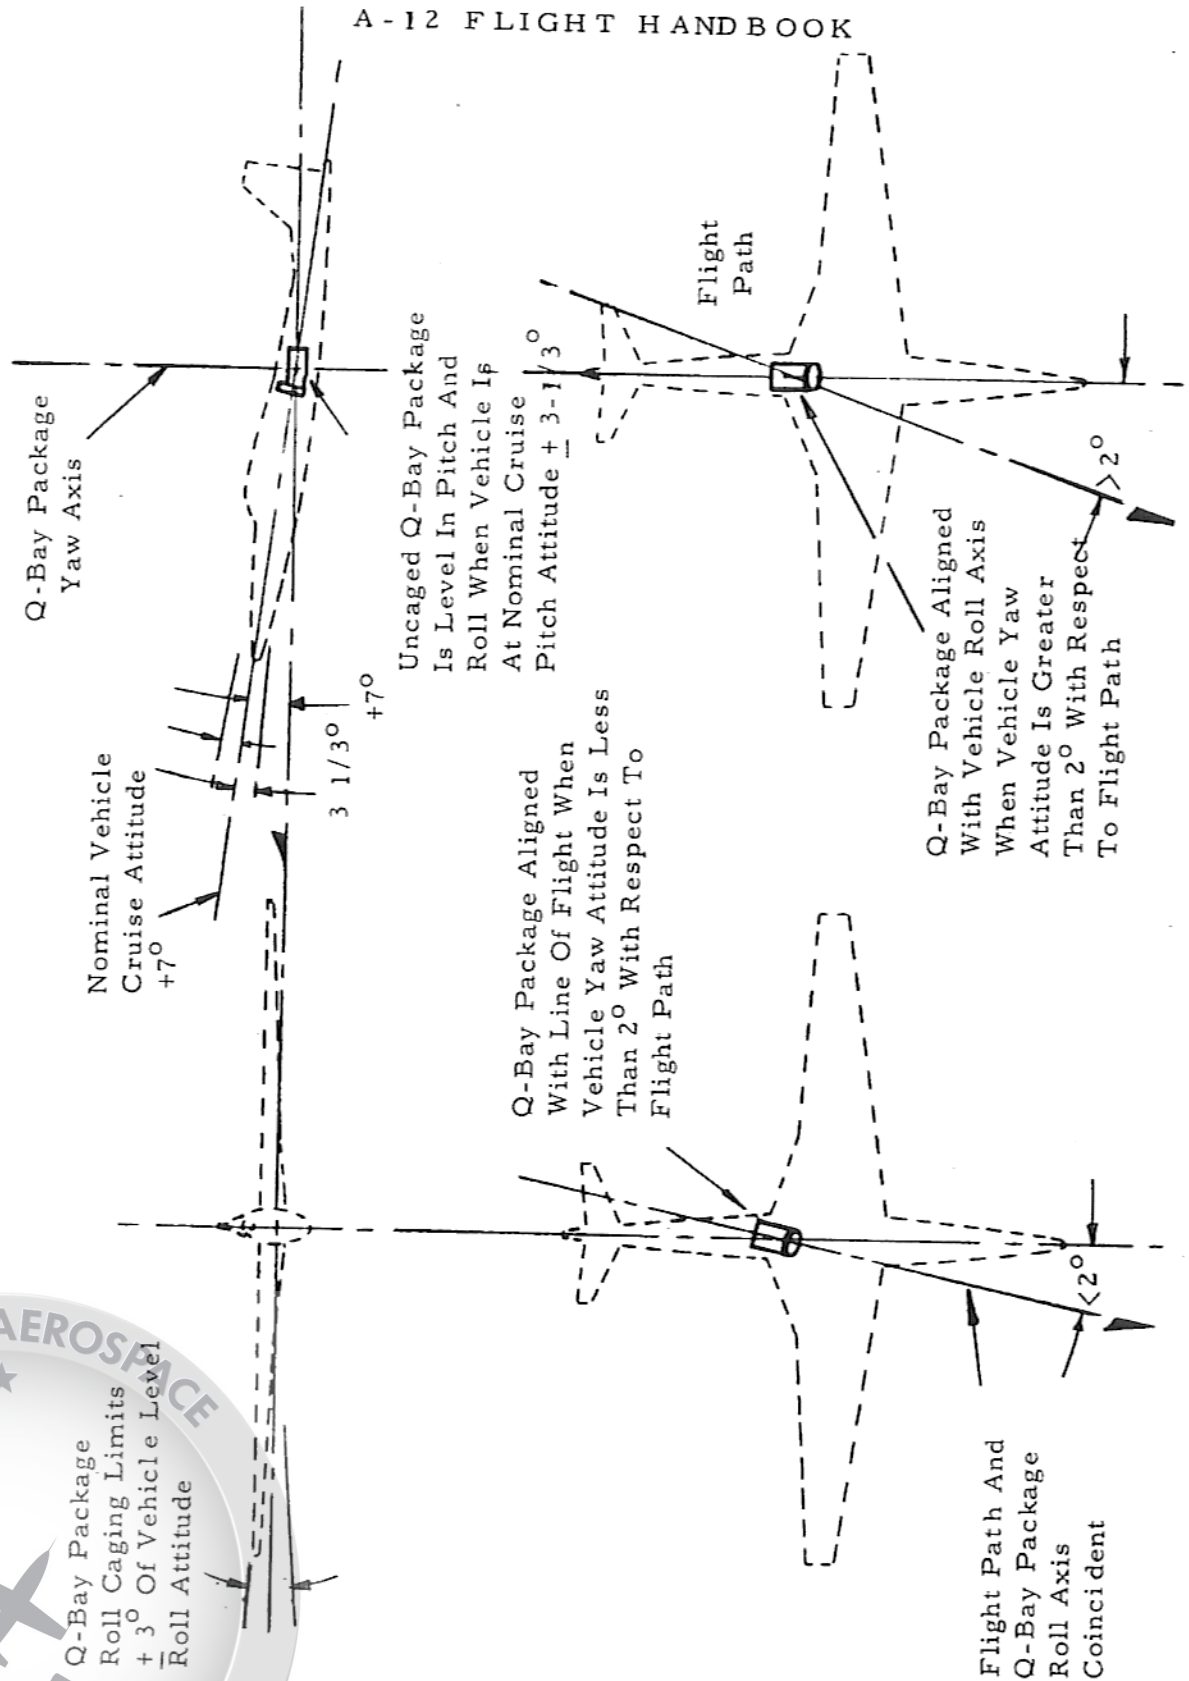 A-12 FLIGHT HANDBOOK
Q-Bay Package
Roll Caging Limits
± 3° Of Vehicle Level
Roll Attitude
Nominal Vehicle
Cruise Attitude
+7°
Q-Bay Package
Yaw Axis
3 1/3°
+7°
Uncaged Q-Bay Package
Is Level In Pitch And
Roll When Vehicle Is
At Nominal Cruise
Pitch Attitude ± 3-1/3°
Q-Bay Package Aligned
With Line Of Flight When
Vehicle Yaw Attitude Is Less
Than 2° With Respect To
Flight Path
Flight
Path
Flight Path And
Q-Bay Package
Roll Axis
Coincident
<2°
Q-Bay Package Aligned
With Vehicle Roll Axis
When Vehicle Yaw
Attitude Is Greater
Than 2° With Respect
To Flight Path
>2°
AEROSPACE